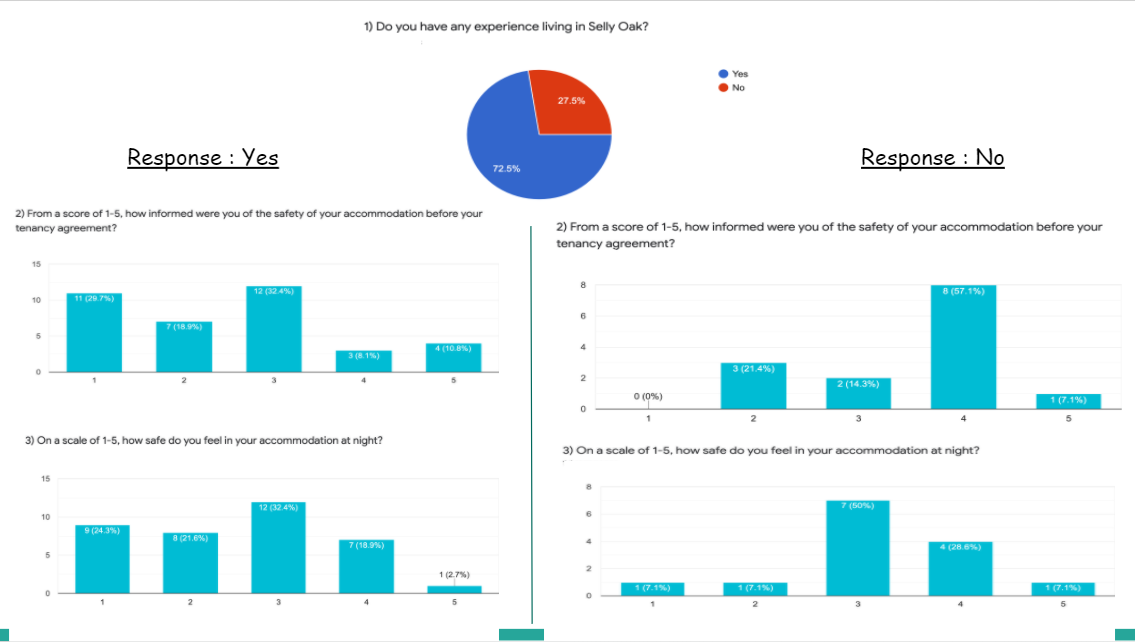 1) Do you have any experience living in Selly Oak?
Yes
No
27.5%
72.5%
Response : Yes
2) From a score of 1-5, how informed were you of the safety of your accommodation before your
tenancy agreement?
15
10
5
0
11 (29.7%)
7 (18.9%)
12 (32.4%)
3 (8.1%)
4 (10.8%)
1 2 3 4 5
3) On a scale of 1-5, how safe do you feel in your accommodation at night?
15
10
5
0
9 (24.3%)
8 (21.6%)
12 (32.4%)
7 (18.9%)
1 (2.7%)
1 2 3 4 5
Response : No
2) From a score of 1-5, how informed were you of the safety of your accommodation before your
tenancy agreement?
8
6
4
2
0
0 (0%)
3 (21.4%)
2 (14.3%)
8 (57.1%)
1 (7.1%)
1 2 3 4 5
3) On a scale of 1-5, how safe do you feel in your accommodation at night?
8
6
4
2
0
1 (7.1%)
1 (7.1%)
7 (50%)
4 (28.6%)
1 (7.1%)
1 2 3 4 5